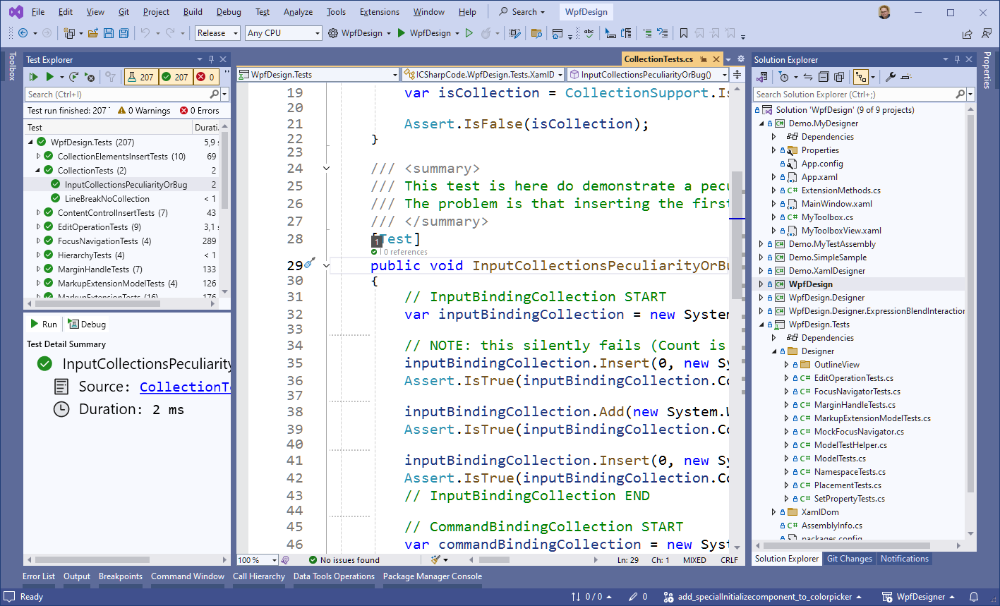 File Edit View Git Project Build Debug Test Analyze Tools Extensions Window Help Search WpfDesign
Release Any CPU WpfDesign WpfDesign abc
Toolbox
Test Explorer
207 207 0
Search (Ctrl+I)
Test run finished: 207 0 Warnings 0 Errors
Test Durati
WpfDesign.Tests (207) 5,9 s
CollectionElementsInsertTests (10) 69
CollectionTests (2) 2
InputCollectionsPeculiarityOrBug 2
LineBreakNoCollection < 1
ContentControlInsertTests (7) 43
EditOperationTests (9) 3,1 s
FocusNavigationTests (4) 289
HierarchyTests (4) < 1
MarginHandleTests (7) 133
MarkupExtensionModelTests (4) 126
MarkupExtensionTests (16) 176
Run Debug
Test Detail Summary
InputCollectionsPeculiarity
Source: CollectionTe
Duration: 2 ms
CollectionTests.cs
WpfDesign.Tests ICSharpCode.WpfDesign.Tests.XamlD InputCollectionsPeculiarityOrBug()
19 var isCollection = CollectionSupport.Is
20
21 Assert.IsFalse(isCollection);
22 }
23
24 /// <summary>
25 /// This test is here do demonstrate a pecu
26 /// The problem is that inserting the first
27 /// </summary>
28 [Test]
1 | 0 references
29 public void InputCollectionsPeculiarityOrBu
30 {
31 // InputBindingCollection START
32 var inputBindingCollection = new System
33
34 // NOTE: this silently fails (Count is
35 inputBindingCollection.Insert(0, new Sy
36 Assert.IsTrue(inputBindingCollection.Co
37
38 inputBindingCollection.Add(new System.W
39 Assert.IsTrue(inputBindingCollection.Co
40
41 inputBindingCollection.Insert(0, new Sy
42 Assert.IsTrue(inputBindingCollection.Co
43 // InputBindingCollection END
44
45 // CommandBindingCollection START
46 var commandBindingCollection = new Syst
100 % No issues found Ln: 29 Ch: 1 MIXED CRLF
Solution Explorer
Search Solution Explorer (Ctrl+;)
Solution 'WpfDesign' (9 of 9 projects)
Demo.MyDesigner
Dependencies
Properties
App.config
App.xaml
C# ExtensionMethods.cs
MainWindow.xaml
C# MyToolbox.cs
MyToolboxView.xaml
C# Demo.MyTestAssembly
C# Demo.SimpleSample
C# Demo.XamlDesigner
C# WpfDesign
C# WpfDesign.Designer
C# WpfDesign.Designer.ExpressionBlendInteraction
WpfDesign.Tests
Dependencies
Designer
OutlineView
C# EditOperationTests.cs
C# FocusNavigatorTests.cs
C# MarginHandleTests.cs
C# MarkupExtensionModelTests.cs
C# MockFocusNavigator.cs
C# ModelTestHelper.cs
C# ModelTests.cs
C# NamespaceTests.cs
C# PlacementTests.cs
C# SetPropertyTests.cs
XamlDom
C# AssemblyInfo.cs
packages.config
Solution Explorer Git Changes Notifications
Properties
Error List Output Breakpoints Command Window Call Hierarchy Data Tools Operations Package Manager Console
Ready 0 / 0 0 add_specialInitializecomponent_to_colorpicker WpfDesigner